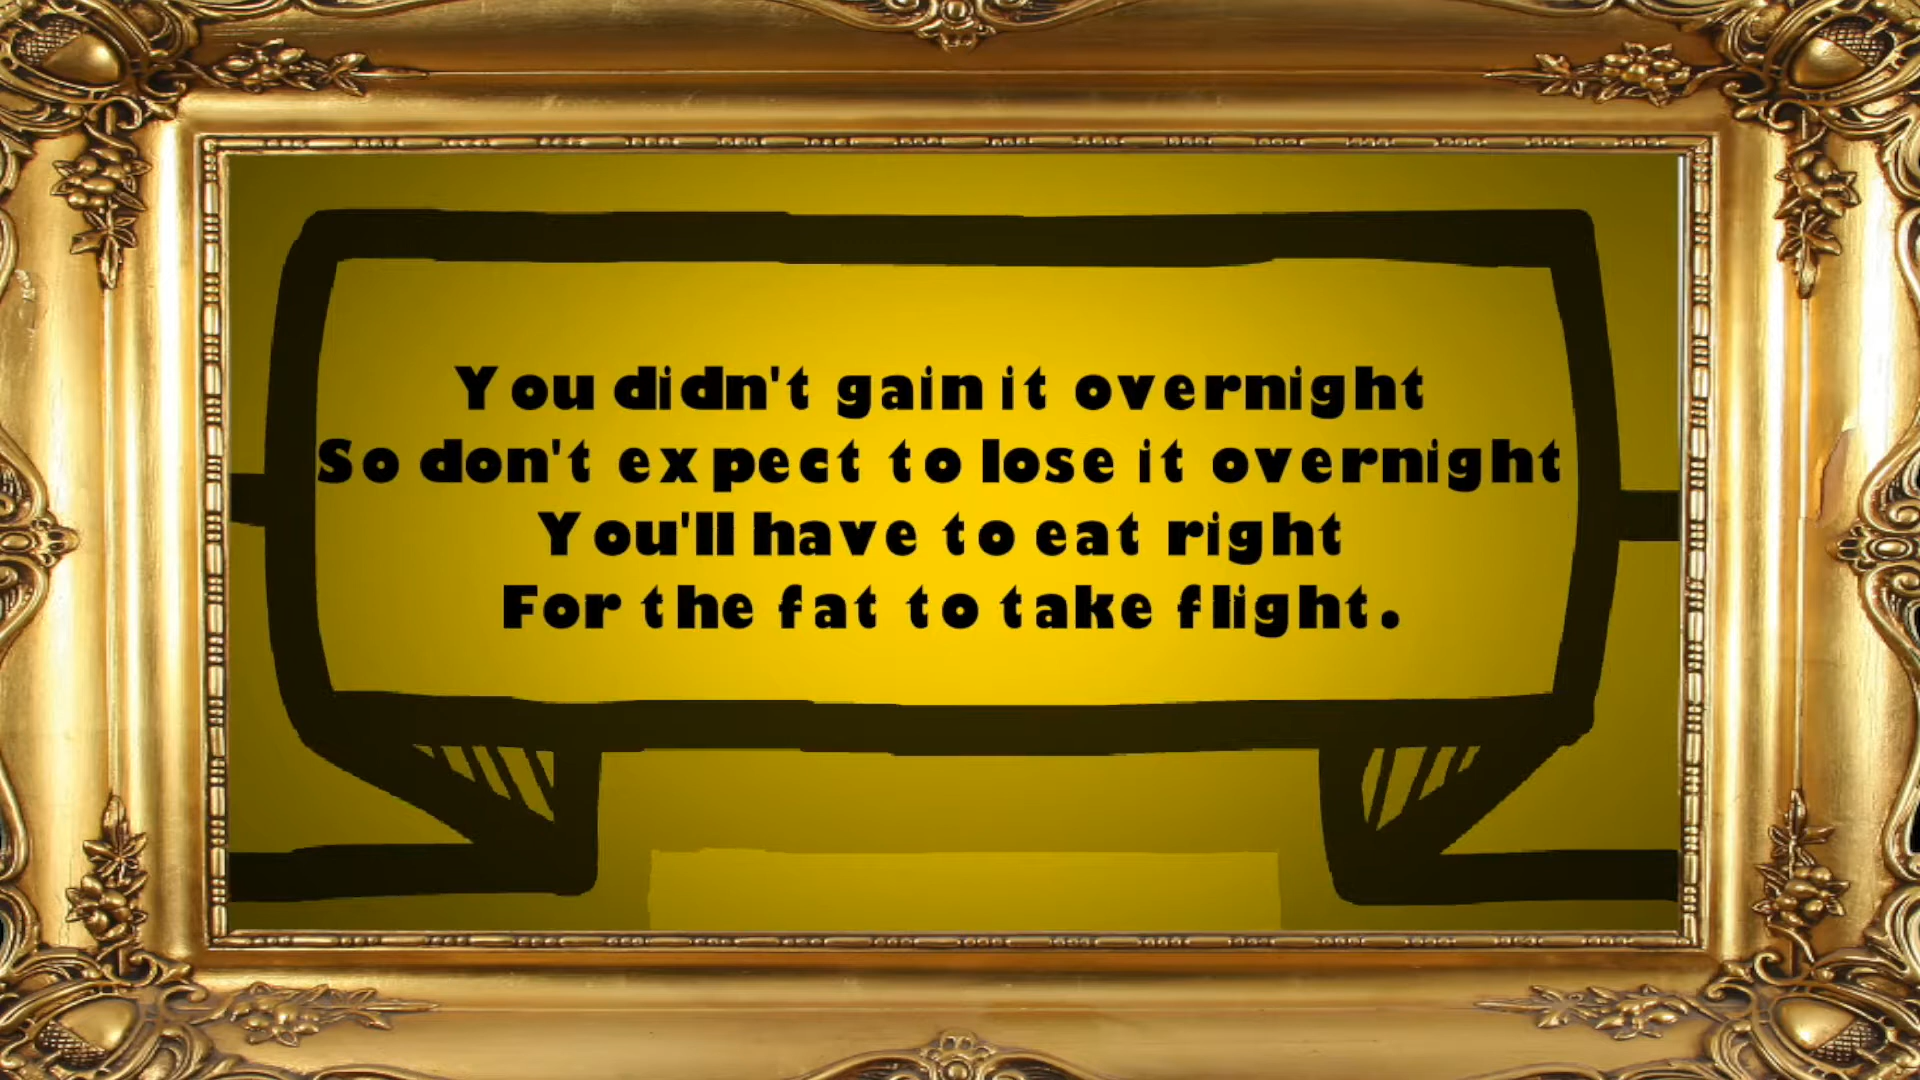 You didn't gain it overnight
So don't expect to lose it overnight
You'll have to eat right
For the fat to take flight.